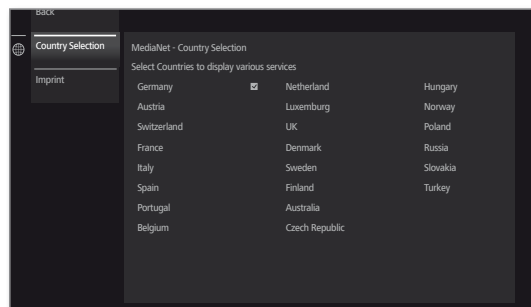 Back
Country Selection
Imprint
MediaNet - Country Selection
Select Countries to display various services
Germany Netherland Hungary
Austria Luxemburg Norway
Switzerland UK Poland
France Denmark Russia
Italy Sweden Slovakia
Spain Finland Turkey
Portugal Australia
Belgium Czech Republic